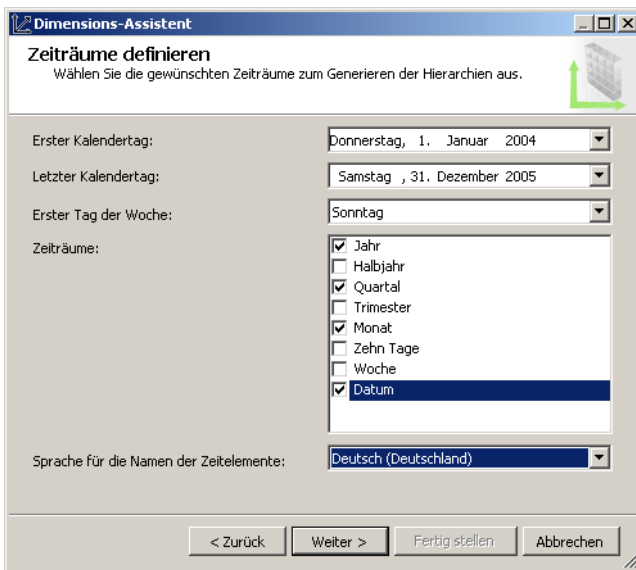 Dimensions-Assistent
Zeiträume definieren
Wählen Sie die gewünschten Zeiträume zum Generieren der Hierarchien aus.
Erster Kalendertag: Donnerstag, 1. Januar 2004
Letzter Kalendertag: Samstag , 31. Dezember 2005
Erster Tag der Woche: Sonntag
Zeiträume: Jahr
Halbjahr
Quartal
Trimester
Monat
Zehn Tage
Woche
Datum
Sprache für die Namen der Zeitelemente: Deutsch (Deutschland)
< Zurück Weiter > Fertig stellen Abbrechen